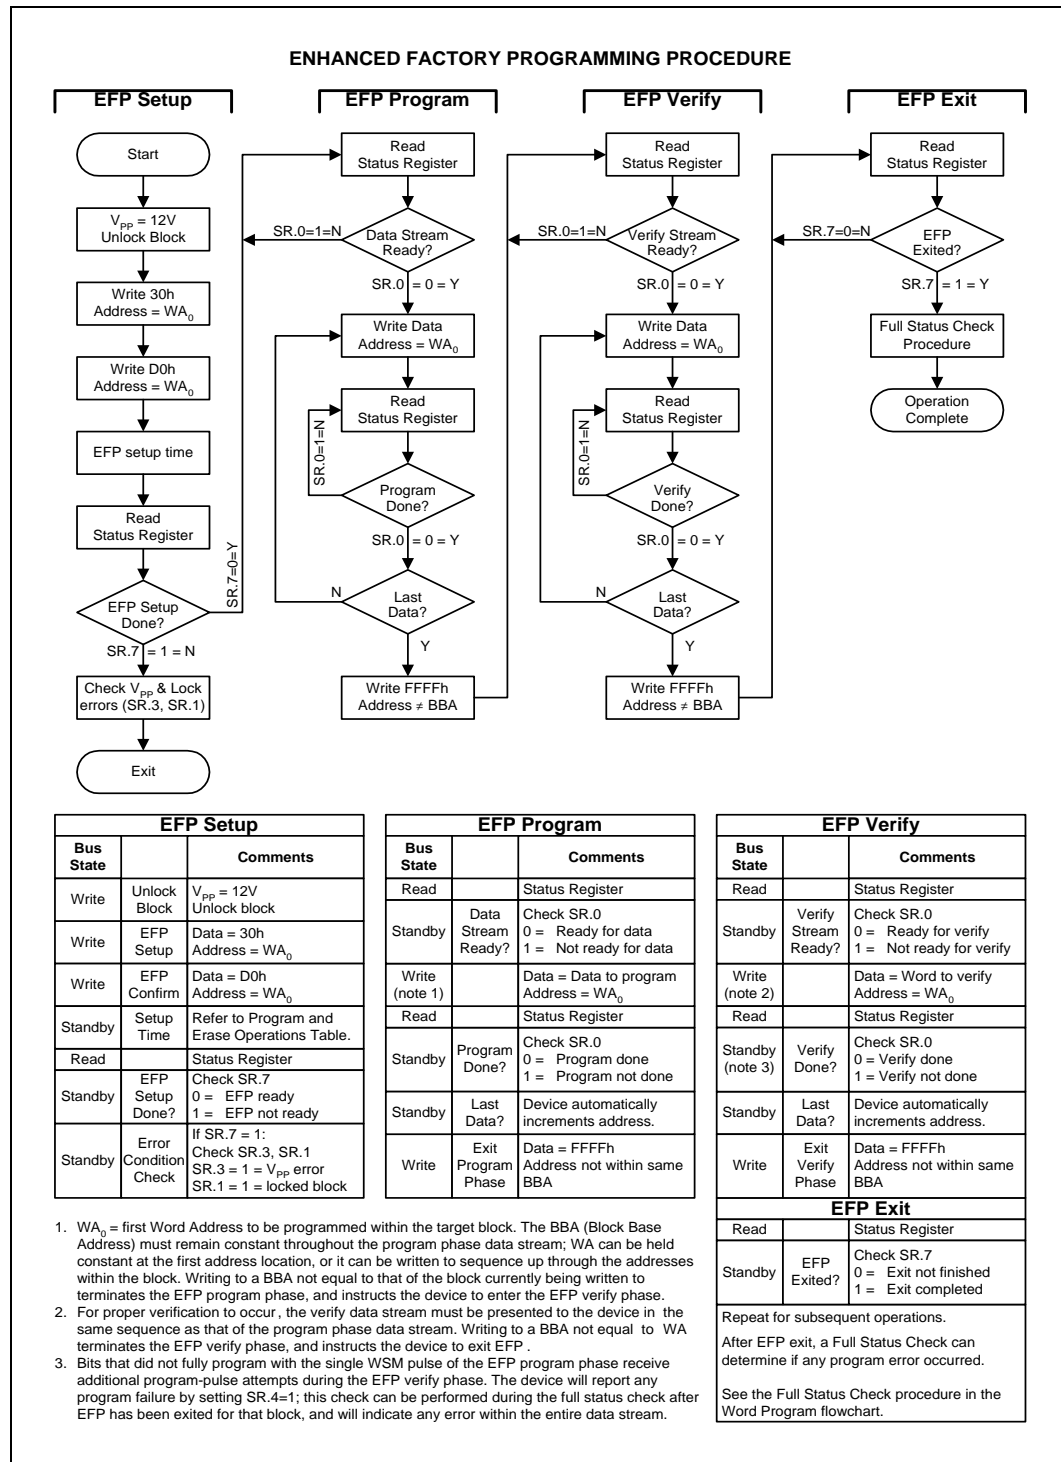 ENHANCED FACTORY PROGRAMMING PROCEDURE
EFP Setup
Start
VPP = 12V
Unlock Block
Write 30h
Address = WA0
Write D0h
Address = WA0
EFP setup time
Read
Status Register
EFP Setup
Done?
SR.7=0=Y
SR.7 = 1 = N
Check VPP & Lock
errors (SR.3, SR.1)
Exit
EFP Program
Read
Status Register
SR.0=1=N
Data Stream
Ready?
SR.0 = 0 = Y
Write Data
Address = WA0
Read
Status Register
SR.0=1=N
Program
Done?
SR.0 = 0 = Y
N
Last
Data?
Y
Write FFFFh
Address ≠ BBA
EFP Verify
Read
Status Register
SR.0=1=N
Verify Stream
Ready?
SR.0 = 0 = Y
Write Data
Address = WA0
Read
Status Register
SR.0=1=N
Verify
Done?
SR.0 = 0 = Y
N
Last
Data?
Y
Write FFFFh
Address ≠ BBA
EFP Exit
Read
Status Register
SR.7=0=N
EFP
Exited?
SR.7 = 1 = Y
Full Status Check
Procedure
Operation
Complete
EFP Setup
Bus
State
Comments
Write
Unlock
Block
VPP = 12V
Unlock block
Write
EFP
Setup
Data = 30h
Address = WA0
Write
EFP
Confirm
Data = D0h
Address = WA0
Standby
Setup
Time
Refer to Program and
Erase Operations Table.
Read
Status Register
Standby
EFP
Setup
Done?
Check SR.7
0 = EFP ready
1 = EFP not ready
Standby
Error
Condition
Check
If SR.7 = 1:
Check SR.3, SR.1
SR.3 = 1 = VPP error
SR.1 = 1 = locked block
EFP Program
Bus
State
Comments
Read
Status Register
Standby
Data
Stream
Ready?
Check SR.0
0 = Ready for data
1 = Not ready for data
Write
(note 1)
Data = Data to program
Address = WA0
Read
Status Register
Standby
Program
Done?
Check SR.0
0 = Program done
1 = Program not done
Standby
Last
Data?
Device automatically
increments address.
Write
Exit
Program
Phase
Data = FFFFh
Address not within same
BBA
EFP Verify
Bus
State
Comments
Read
Status Register
Standby
Verify
Stream
Ready?
Check SR.0
0 = Ready for verify
1 = Not ready for verify
Write
(note 2)
Data = Word to verify
Address = WA0
Read
Status Register
Standby
(note 3)
Verify
Done?
Check SR.0
0 = Verify done
1 = Verify not done
Standby
Last
Data?
Device automatically
increments address.
Write
Exit
Verify
Phase
Data = FFFFh
Address not within same
BBA
EFP Exit
Read
Status Register
Standby
EFP
Exited?
Check SR.7
0 = Exit not finished
1 = Exit completed
Repeat for subsequent operations.
After EFP exit, a Full Status Check can
determine if any program error occurred.
See the Full Status Check procedure in the
Word Program flowchart.
1. WA0 = first Word Address to be programmed within the target block. The BBA (Block Base
Address) must remain constant throughout the program phase data stream; WA can be held
constant at the first address location, or it can be written to sequence up through the addresses
within the block. Writing to a BBA not equal to that of the block currently being written to
terminates the EFP program phase, and instructs the device to enter the EFP verify phase.
2. For proper verification to occur, the verify data stream must be presented to the device in the
same sequence as that of the program phase data stream. Writing to a BBA not equal to WA
terminates the EFP verify phase, and instructs the device to exit EFP .
3. Bits that did not fully program with the single WSM pulse of the EFP program phase receive
additional program-pulse attempts during the EFP verify phase. The device will report any
program failure by setting SR.4=1; this check can be performed during the full status check after
EFP has been exited for that block, and will indicate any error within the entire data stream.